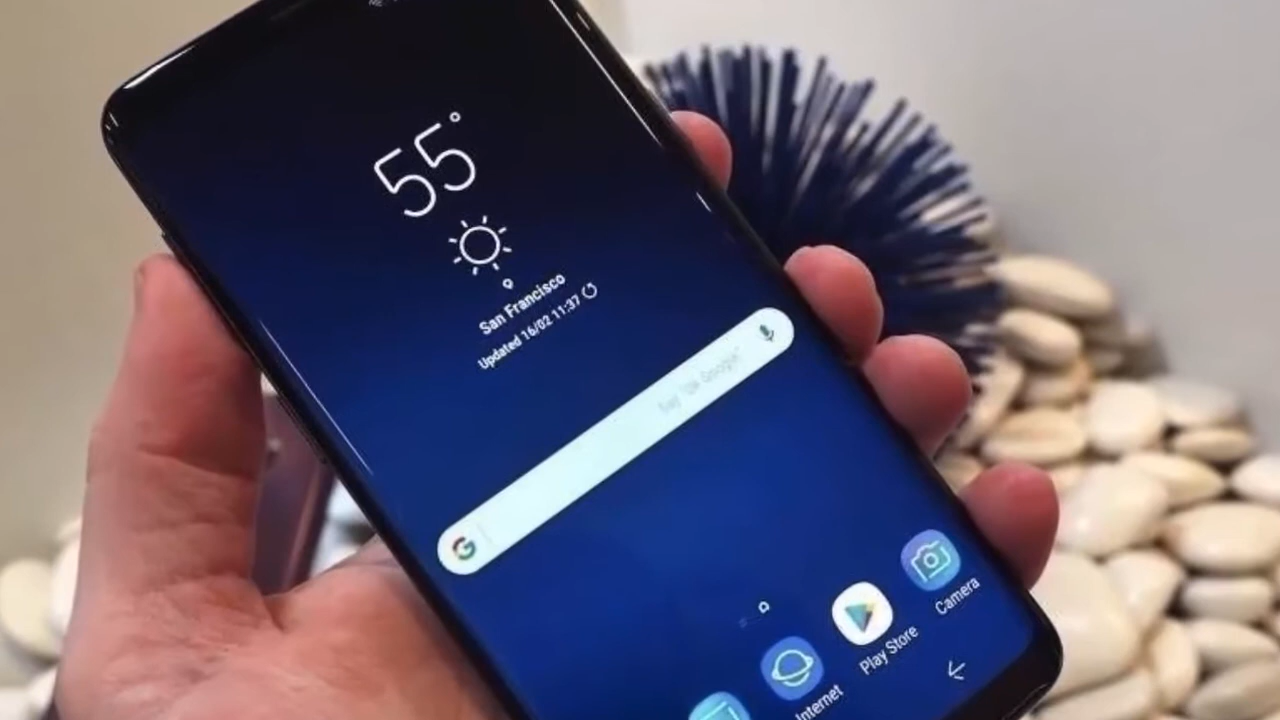 55°
San Francisco
Updated 16/02 11:37
G
Say "Ok Google"
Camera
Play Store
Internet